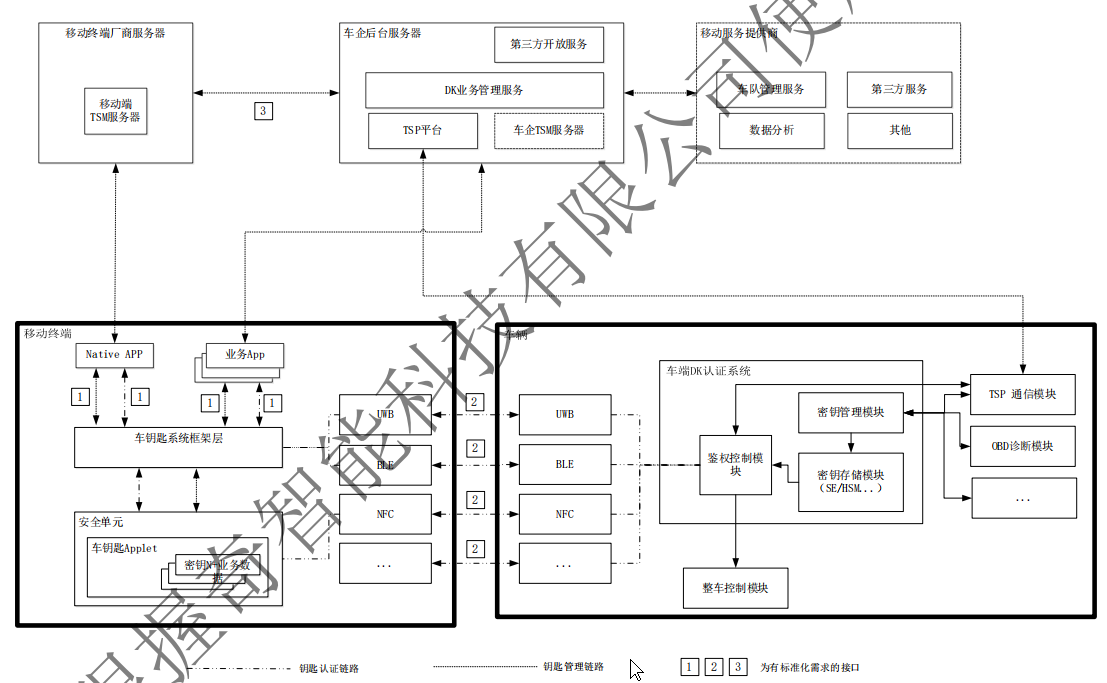 移动终端厂商服务器
移动端
TSM服务器
3
车企后台服务器
第三方开放服务
DK业务管理服务
TSP平台
车企TSM服务器
移动服务提供商
车队管理服务
第三方服务
数据分析
其他
移动终端
Native APP
业务App
1
1
1
1
车钥匙系统框架层
安全单元
车钥匙Applet
密钥N-业务数
据
UWB
BLE
NFC
...
2
2
2
2
车辆
UWB
BLE
NFC
...
车端DK认证系统
鉴权控制模
块
密钥管理模块
密钥存储模块
(SE/HSM...)
TSP 通信模块
OBD诊断模块
...
整车控制模块
钥匙认证链路
钥匙管理链路
1 2 3 为有标准化需求的接口
握奇智能科技有限公司使